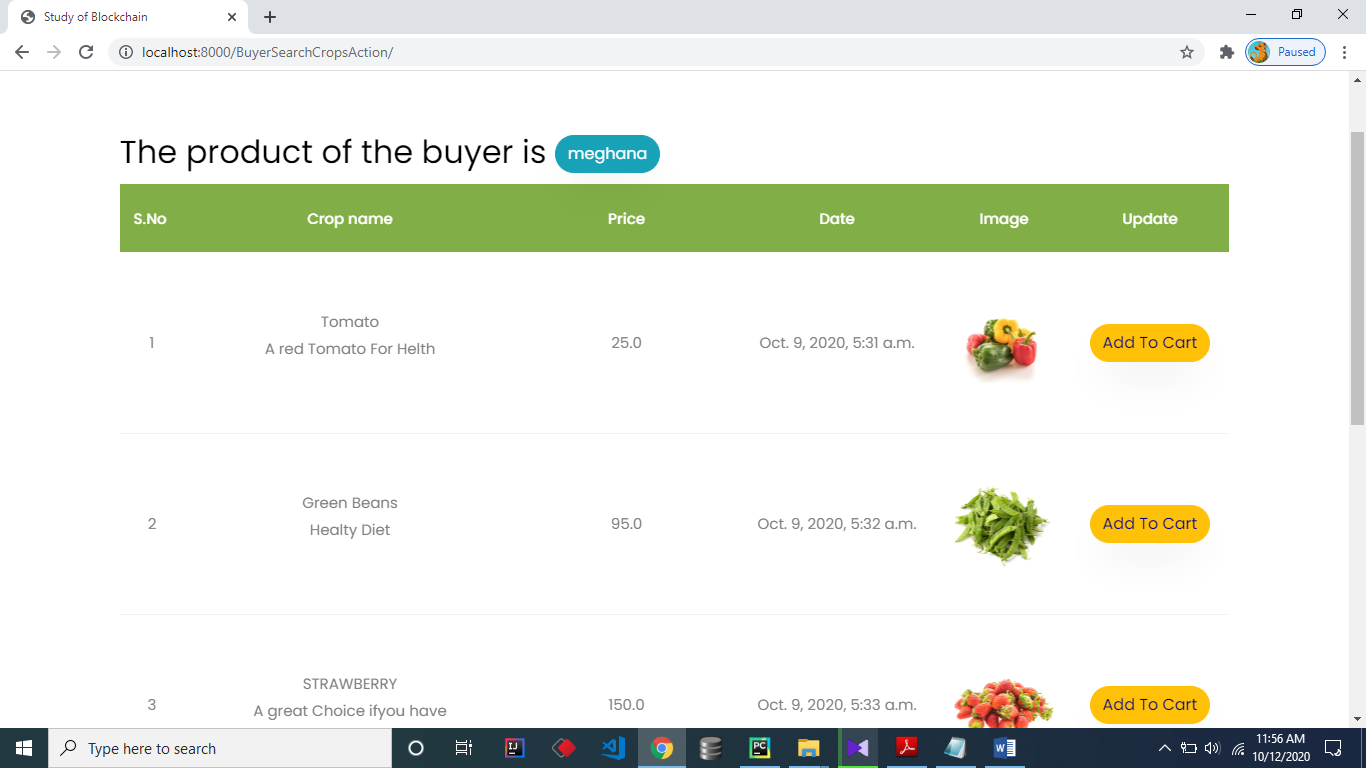 Study of Blockchain
localhost:8000/BuyerSearchCropsAction/
Paused
The product of the buyer is meghana
S.No Crop name Price Date Image Update
Tomato
A red Tomato For Helth
1 25.0 Oct. 9, 2020, 5:31 a.m. Add To Cart
Green Beans
Healty Diet
2 95.0 Oct. 9, 2020, 5:32 a.m. Add To Cart
STRAWBERRY
A great Choice ifyou have
3 150.0 Oct. 9, 2020, 5:33 a.m. Add To Cart
Type here to search
IJ
PC
W
11:56 AM
10/12/2020